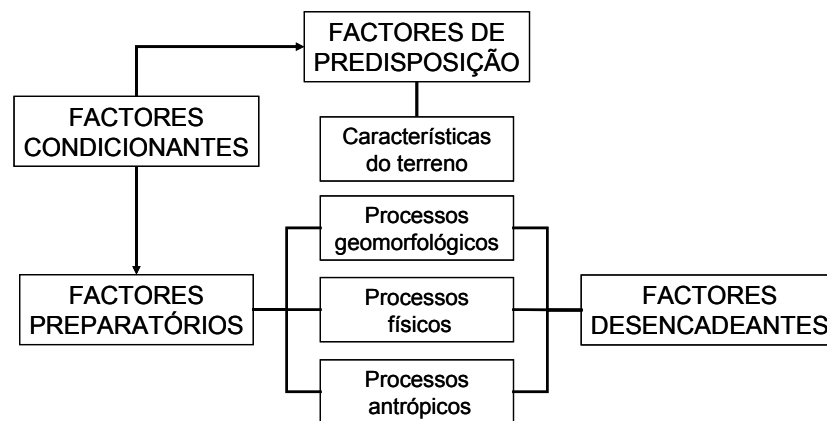 FACTORES DE
PREDISPOSIÇÃO
FACTORES
CONDICIONANTES
Características
do terreno
Processos
geomorfológicos
FACTORES
PREPARATÓRIOS
Processos
físicos
FACTORES
DESENCADEANTES
Processos
antrópicos